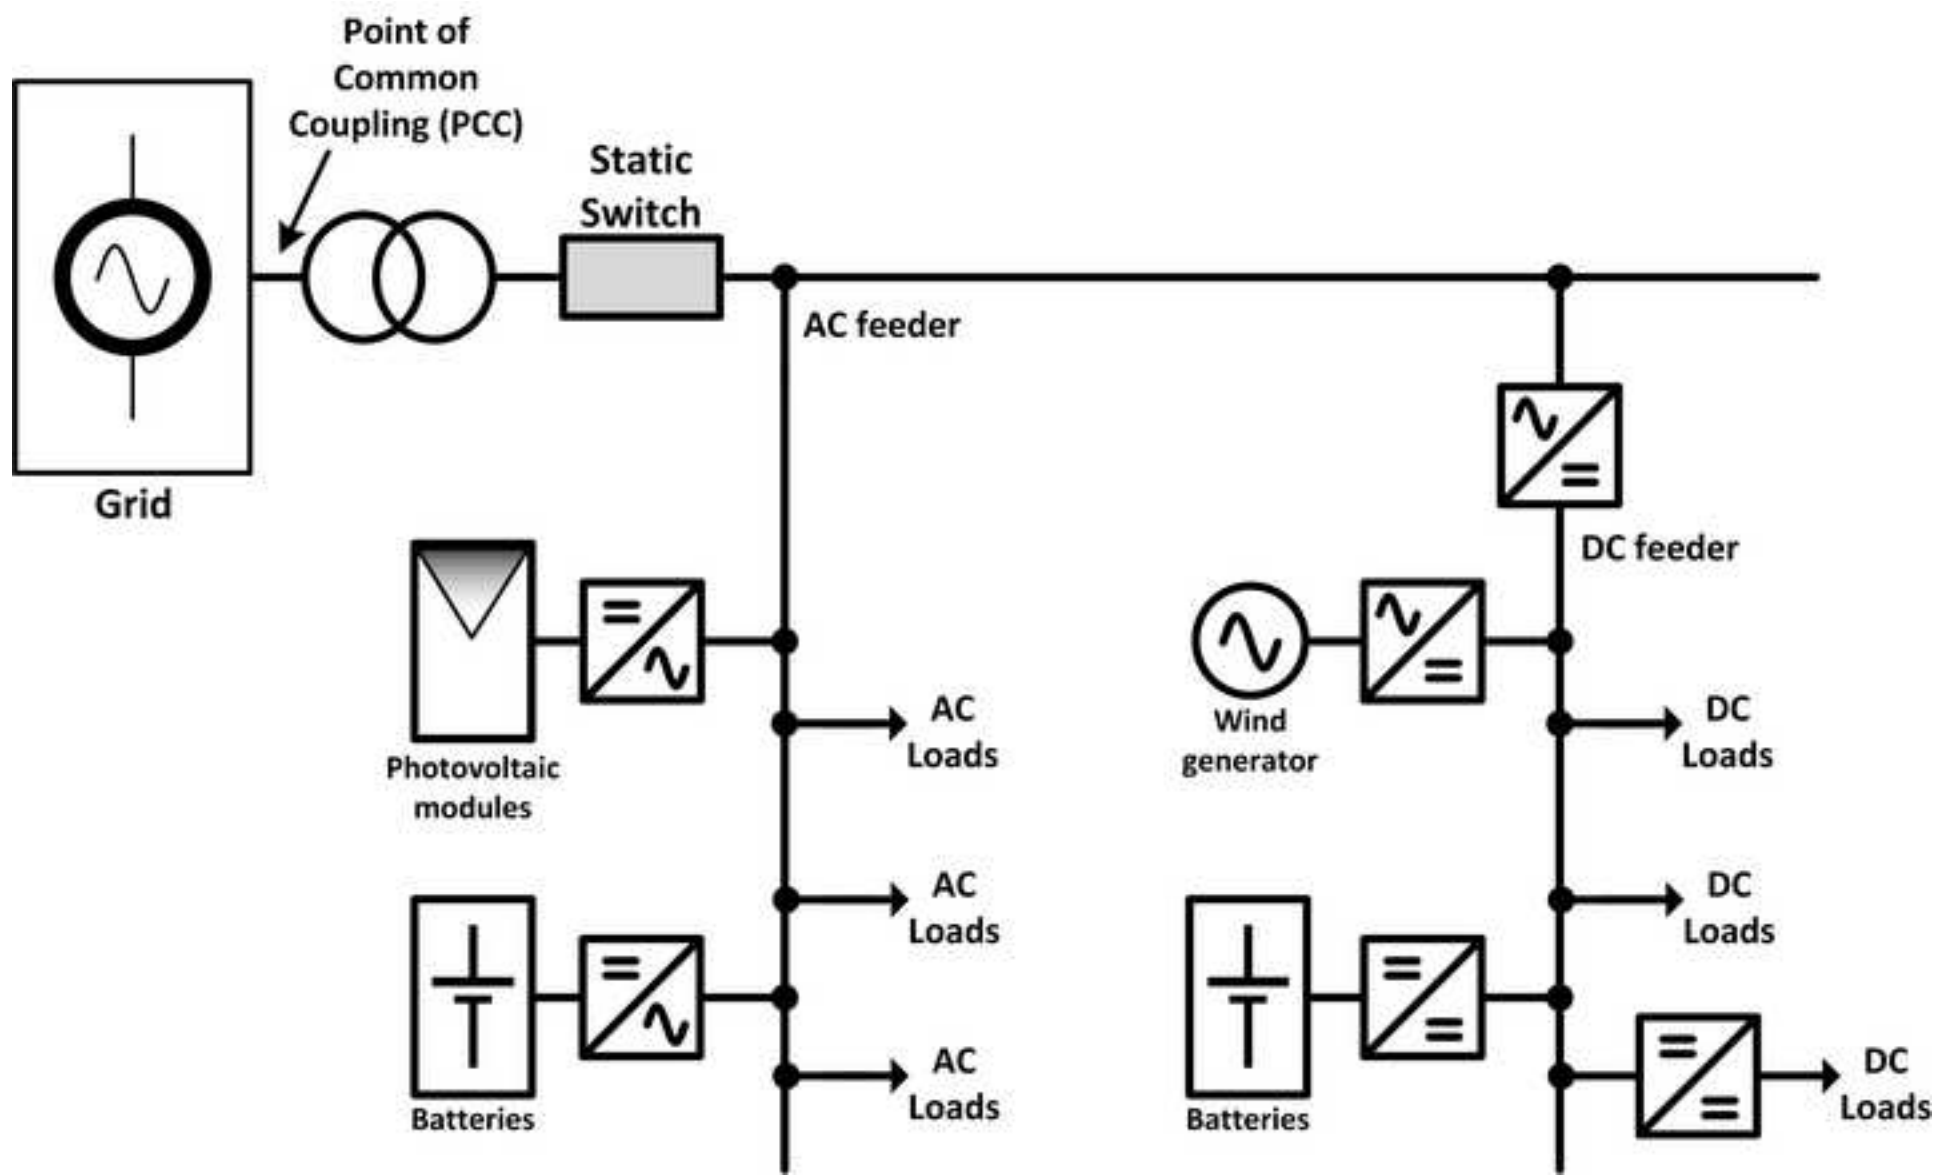 Point of
Common
Coupling (PCC)
Static
Switch
Grid
AC feeder
DC feeder
Photovoltaic
modules
AC
Loads
Wind
generator
DC
Loads
AC
Loads
DC
Loads
Batteries
AC
Loads
Batteries
DC
Loads